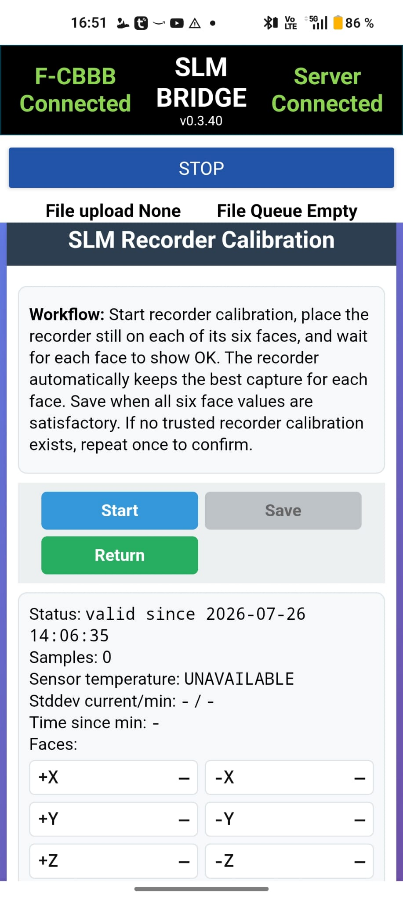 16:51
Vo LTE 5G 86 %
F-CBBB Connected
SLM BRIDGE
v0.3.40
Server Connected
STOP
File upload None File Queue Empty
SLM Recorder Calibration
Workflow: Start recorder calibration, place the
recorder still on each of its six faces, and wait
for each face to show OK. The recorder
automatically keeps the best capture for each
face. Save when all six face values are
satisfactory. If no trusted recorder calibration
exists, repeat once to confirm.
Start Save
Return
Status: valid since 2026-07-26
14:06:35
Samples: 0
Sensor temperature: UNAVAILABLE
Stddev current/min: - / -
Time since min: -
Faces:
+X – -X –
+Y – -Y –
+Z – -Z –